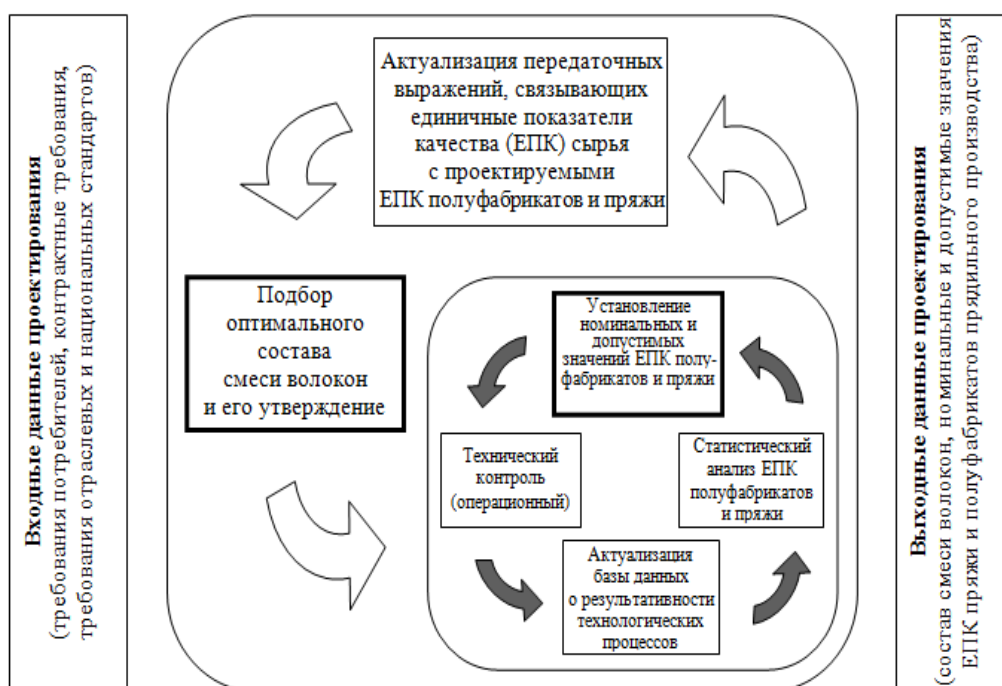 Входные данные проектирования
(требования потребителей, контрактные требования,
требования отраслевых и национальных стандартов)
Актуализация передаточных
выражений, связывающих
единичные показатели
качества (ЕПК) сырья
с проектируемыми
ЕПК полуфабрикатов и пряжи
Подбор
оптимального
состава
смеси волокон
и его утверждение
Установление
номинальных и
допустимых
значений ЕПК полу-
фабрикатов и пряжи
Технический
контроль
(операционный)
Статистический
анализ ЕПК
полуфабрикатов
и пряжи
Актуализация
базы данных
о результативности
технологических
процессов
Выходные данные проектирования
(состав смеси волокон, номинальные и допустимые значения
ЕПК пряжи и полуфабрикатов прядильного производства)